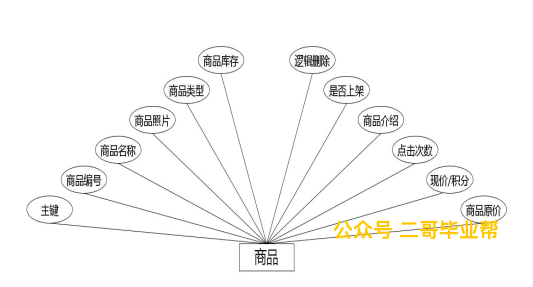 商品库存
逻辑删除
商品类型
是否上架
商品照片
商品介绍
商品名称
点击次数
商品编号
现价/积分
主键
商品原价
公众号 二哥毕业帮
商品